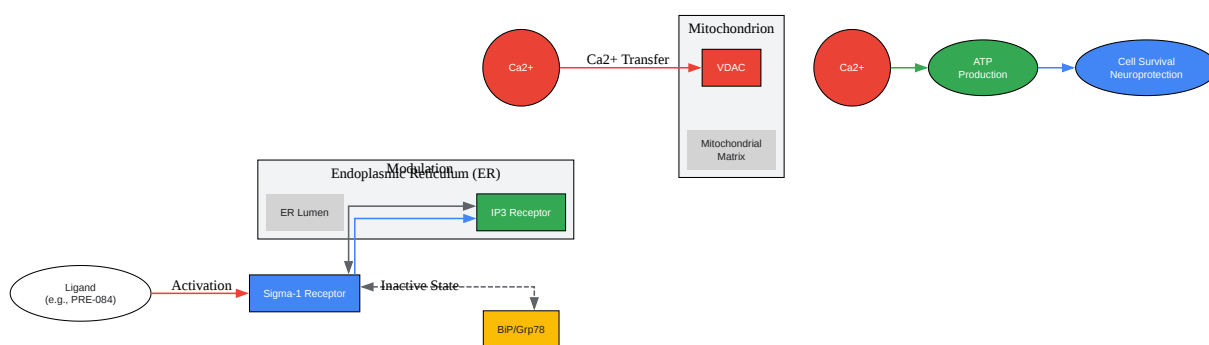 Mitochondrion
Ca2+
Ca2+ Transfer
VDAC
Ca2+
ATP
Production
Cell Survival
Neuroprotection
Mitochondrial
Matrix
Modulation
Endoplasmic Reticulum (ER)
ER Lumen
IP3 Receptor
Ligand
(e.g., PRE-084)
Activation
Sigma-1 Receptor
Inactive State
BiP/Grp78